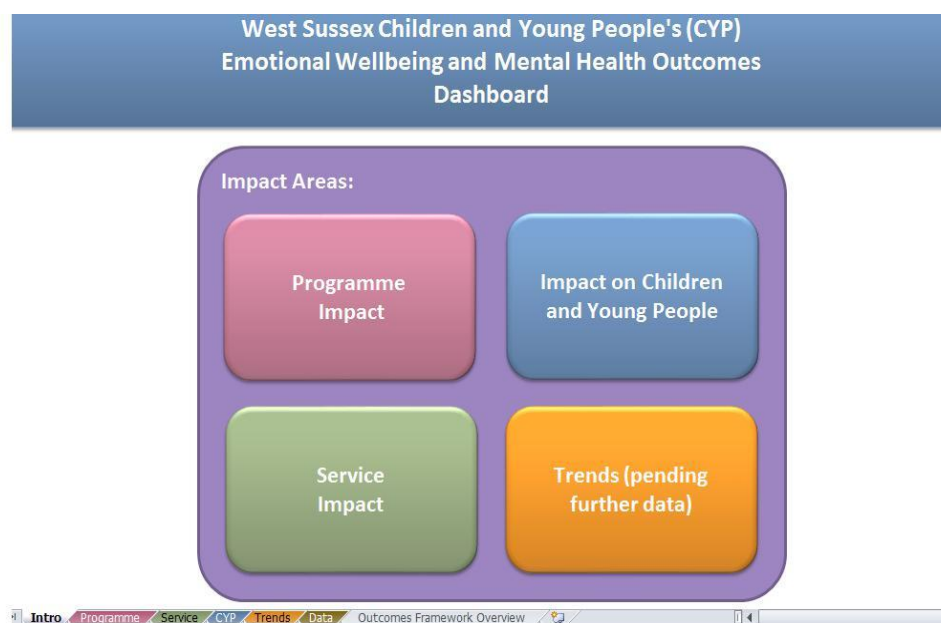 West Sussex Children and Young People's (CYP)
Emotional Wellbeing and Mental Health Outcomes
Dashboard
Impact Areas:
Programme
Impact
Impact on Children
and Young People
Service
Impact
Trends (pending
further data)
Intro Programme Service CYP Trends Data Outcomes Framework Overview